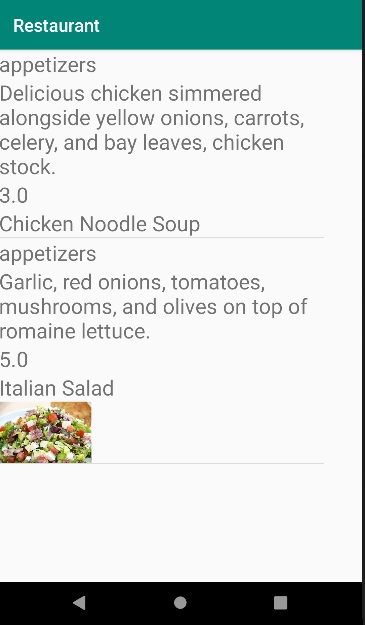 Restaurant
appetizers
Delicious chicken simmered
alongside yellow onions, carrots,
celery, and bay leaves, chicken
stock.
3.0
Chicken Noodle Soup
appetizers
Garlic, red onions, tomatoes,
mushrooms, and olives on top of
romaine lettuce.
5.0
Italian Salad